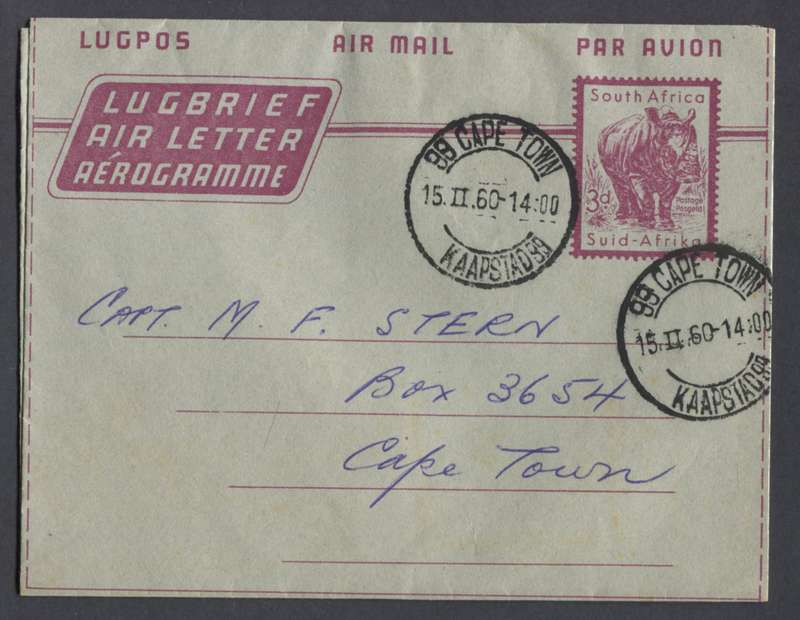 LUGPOS AIR MAIL PAR AVION
LUGBRIEF
AIR LETTER
AÉROGRAMME
South Africa
3d
Postage
Posgeld
Suid-Afrika
99 CAPE TOWN
15.II.60-14:00
KAAPSTAD 99
99 CAPE TOWN
15.II.60-14:00
KAAPSTAD 99
CAPT. M. F. STERN
Box 3654
Cape Town